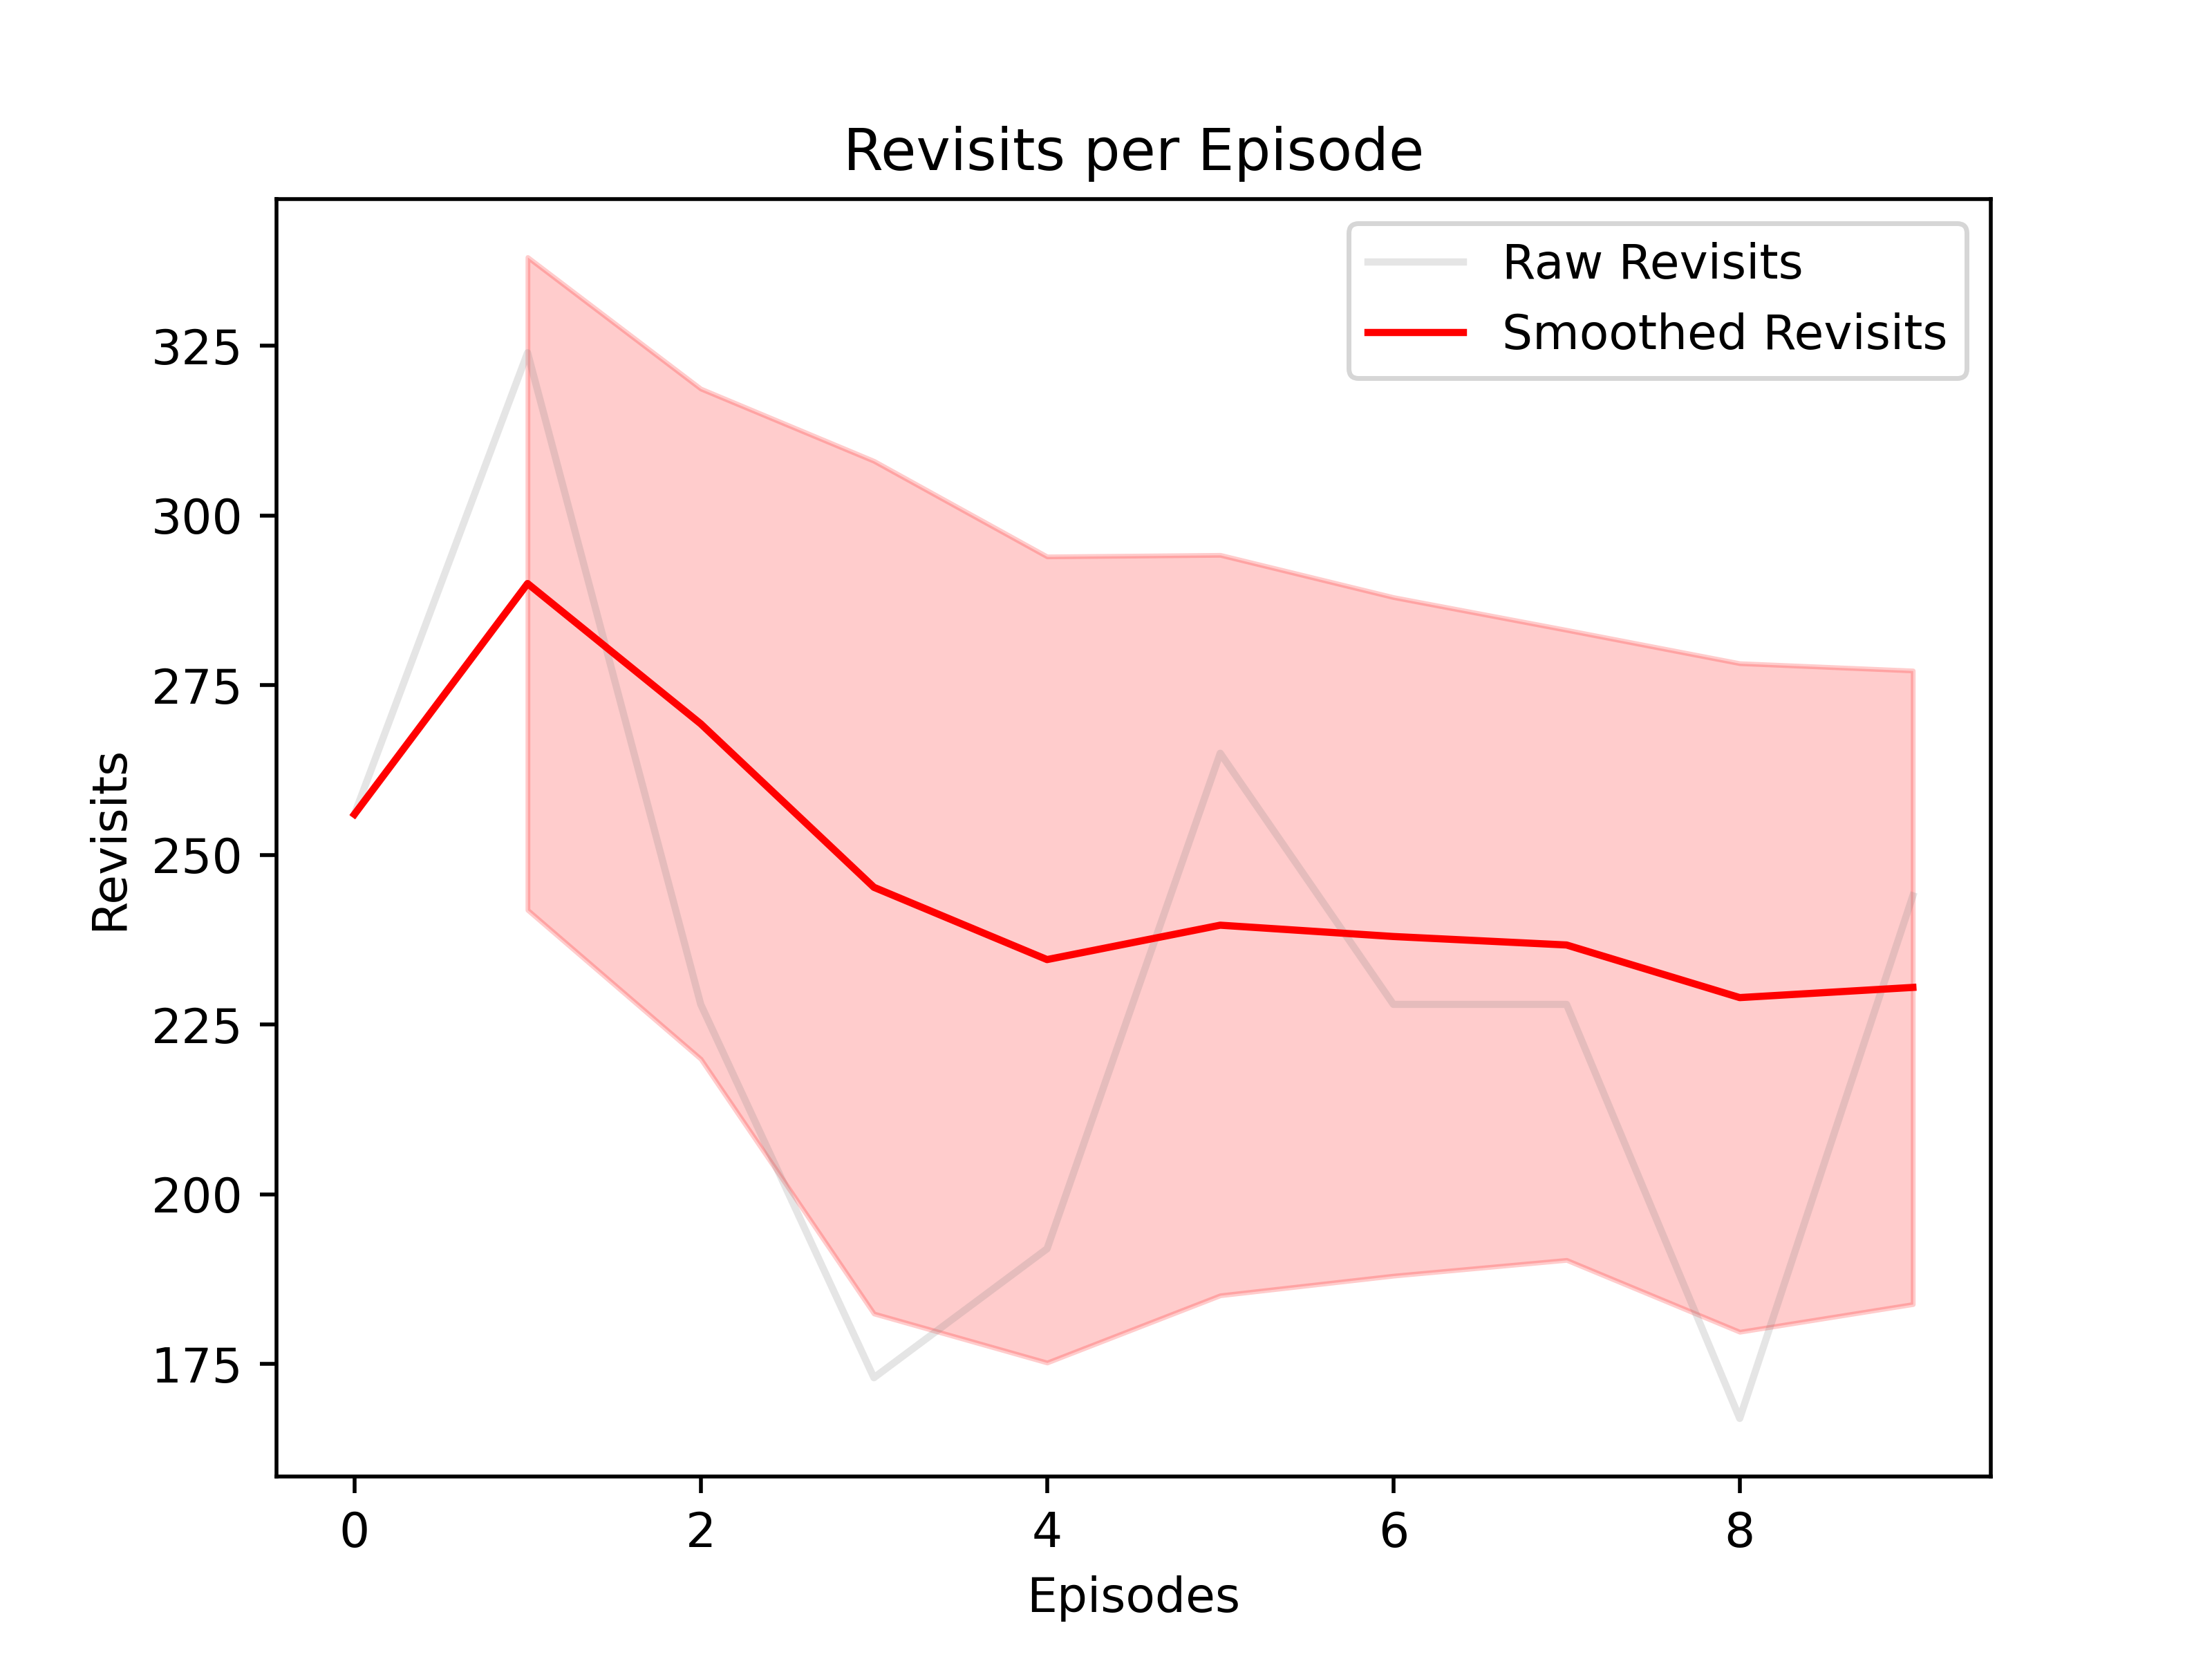 Revisits per Episode
Raw Revisits
Smoothed Revisits
325
300
275
250
225
200
175
Revisits
0 2 4 6 8
Episodes